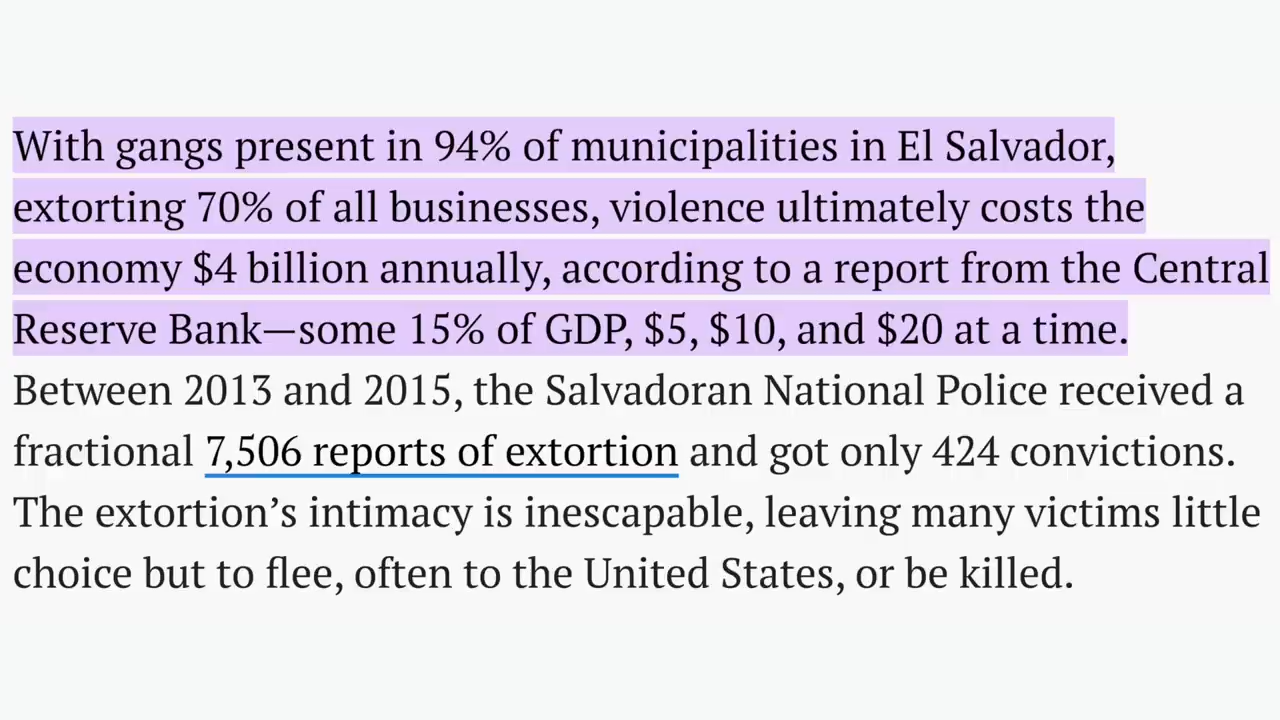 With gangs present in 94% of municipalities in El Salvador,
extorting 70% of all businesses, violence ultimately costs the
economy $4 billion annually, according to a report from the Central
Reserve Bank—some 15% of GDP, $5, $10, and $20 at a time.
Between 2013 and 2015, the Salvadoran National Police received a
fractional 7,506 reports of extortion and got only 424 convictions.
The extortion’s intimacy is inescapable, leaving many victims little
choice but to flee, often to the United States, or be killed.